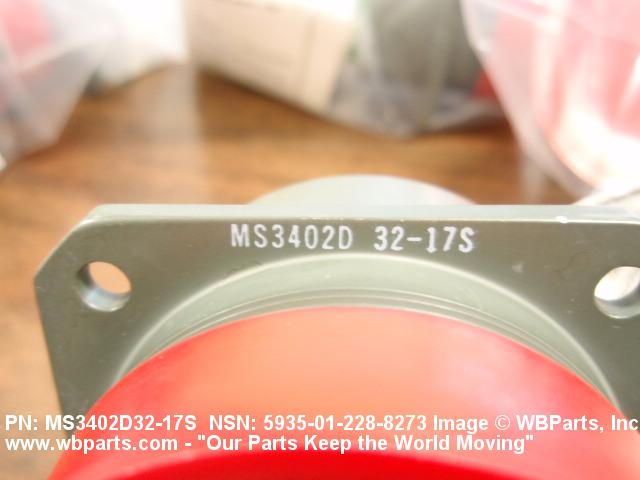 MS3402D 32-17S
PN: MS3402D32-17S NSN: 5935-01-228-8273 Image © WBParts, Inc
www.wbparts.com - "Our Parts Keep the World Moving"